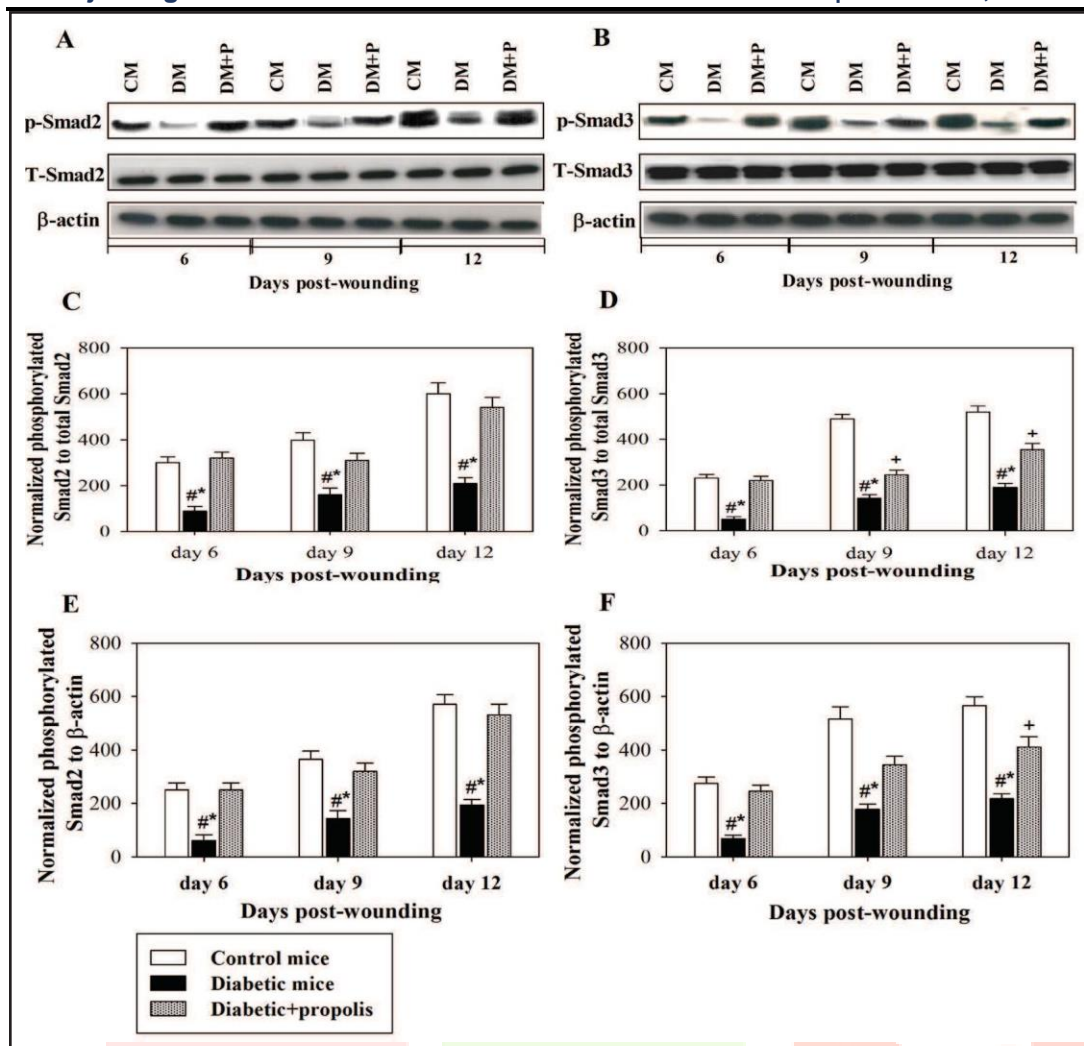 A
CM DM DM+P CM DM DM+P CM DM DM+P
p-Smad2
T-Smad2
β-actin
6 9 12
Days post-wounding
B
CM DM DM+P CM DM DM+P CM DM DM+P
p-Smad3
T-Smad3
β-actin
6 9 12
Days post-wounding
C
Normalized phosphorylated
Smad2 to total Smad2
800
600
400
200
0
#* #* #*
day 6 day 9 day 12
Days post-wounding
D
Normalized phosphorylated
Smad3 to total Smad3
800
600
400
200
0
#* #* + #* +
day 6 day 9 day 12
Days post-wounding
E
Normalized phosphorylated
Smad2 to β-actin
800
600
400
200
0
#* #* #*
day 6 day 9 day 12
Days post-wounding
F
Normalized phosphorylated
Smad3 to β-actin
800
600
400
200
0
#* #* #* +
day 6 day 9 day 12
Days post-wounding
Control mice
Diabetic mice
Diabetic+propolis